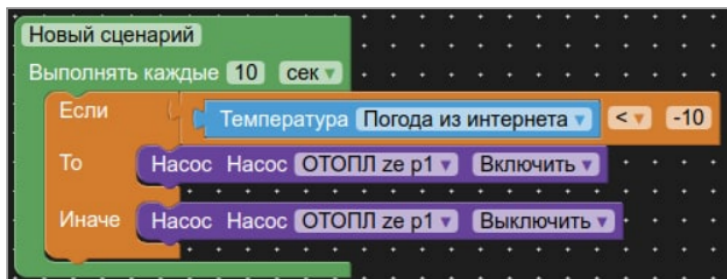 Новый сценарий
Выполнять каждые 10 сек
Если Температура Погода из интернета < -10
То Насос Насос ОТОПЛ ze p1 Включить
Иначе Насос Насос ОТОПЛ ze p1 Выключить